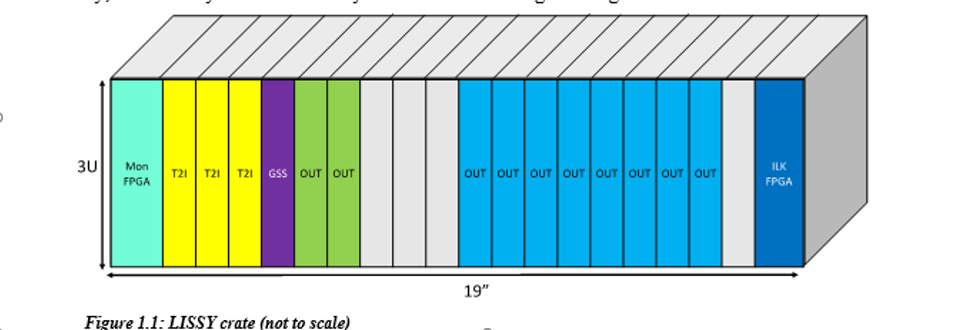 3U
Mon
FPGA
T2I
T2I
T2I
GSS
OUT
OUT
OUT
OUT
OUT
OUT
OUT
OUT
OUT
OUT
ILK
FPGA
19”
Figure 1.1: LISSY crate (not to scale)